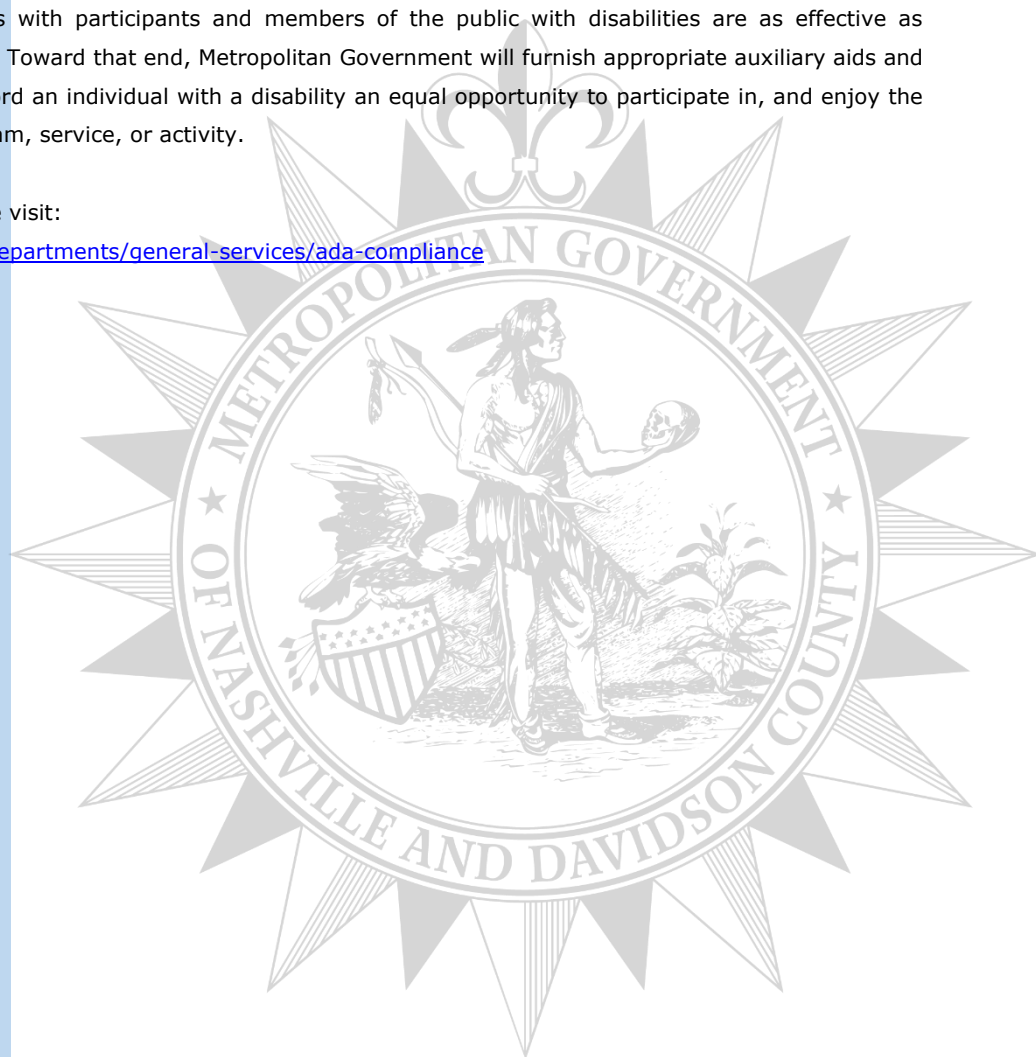 s with participants and members of the public with disabilities are as effective as
Toward that end, Metropolitan Government will furnish appropriate auxiliary aids and
rd an individual with a disability an equal opportunity to participate in, and enjoy the
am, service, or activity.
e visit:
epartments/general-services/ada-compliance
METROPOLITAN GOVERNMENT
OF NASHVILLE AND DAVIDSON COUNTY